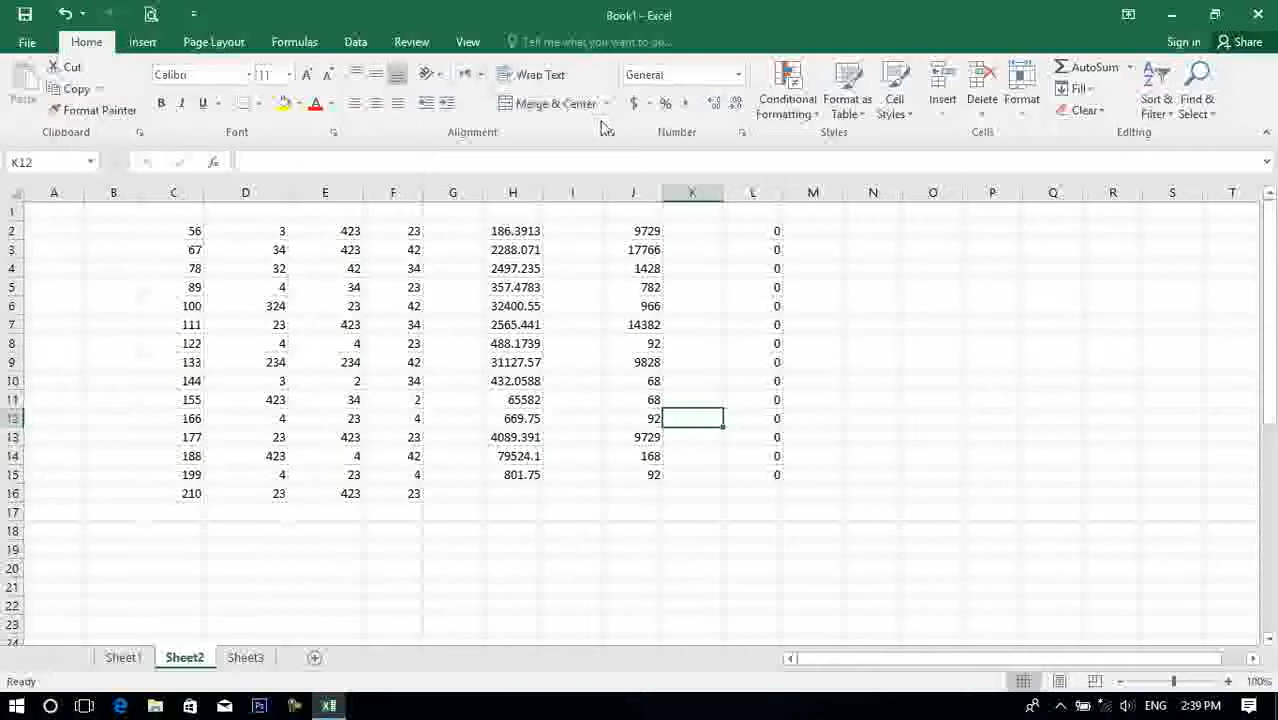 Book1 - Excel
File Home Insert Page Layout Formulas Data Review View Tell me what you want to do... Sign in Share
Paste Cut Copy Format Painter Clipboard
Calibri 11 B I U A A A Font
Wrap Text Merge & Center Alignment
General $ % Number
Conditional Formatting Format as Table Cell Styles Styles
Insert Delete Format Cells
AutoSum Fill Clear Sort & Filter Find & Select Editing
K12 fx
A B C D E F G H I J K L M N O P Q R S T
1
2 56 3 423 23 186.3913 9729 0
3 67 34 423 42 2288.071 17766 0
4 78 32 42 34 2497.235 1428 0
5 89 4 34 23 357.4783 782 0
6 100 324 23 42 32400.55 966 0
7 111 23 423 34 2565.441 14382 0
8 122 4 4 23 488.1739 92 0
9 133 234 234 42 31127.57 9828 0
10 144 3 2 34 432.0588 68 0
11 155 423 34 2 65582 68 0
12 166 4 23 4 669.75 92 0
13 177 23 423 23 4089.391 9729 0
14 188 423 4 42 79524.1 168 0
15 199 4 23 4 801.75 92 0
16 210 23 423 23
17
18
19
20
21
22
23
24
Sheet1 Sheet2 Sheet3
Ready 100%
ENG 2:39 PM